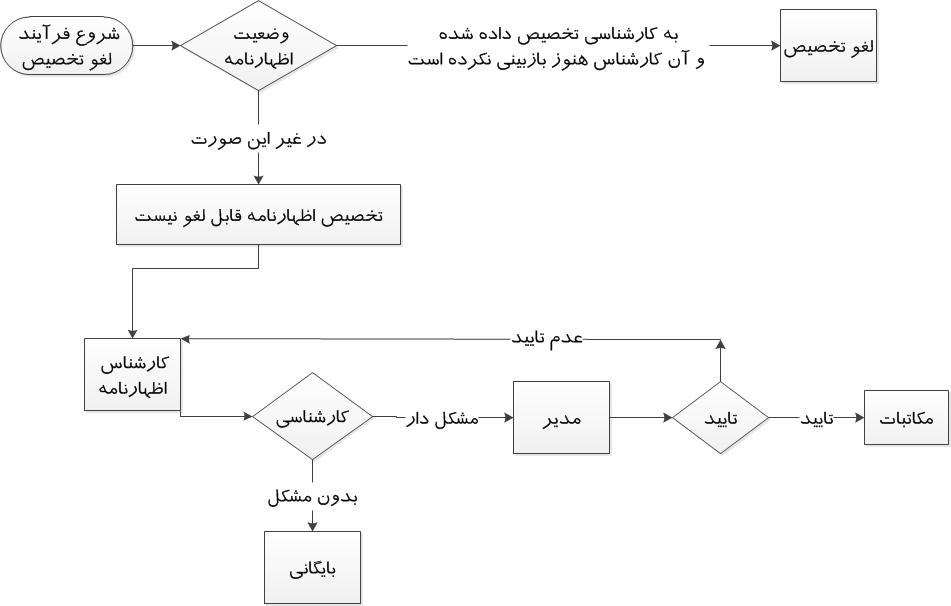 شروع فرآیند
لغو تخصیص
وضعیت
اظهارنامه
به کارشناسی تخصیص داده شده
و آن کارشناس هنوز بازبینی نکرده است
لغو تخصیص
در غیر این صورت
تخصیص اظهارنامه قابل لغو نیست
عدم تایید
کارشناس
اظهارنامه
کارشناسی
مشکل دار
مدیر
تایید
تایید
مکاتبات
بدون مشکل
بایگانی